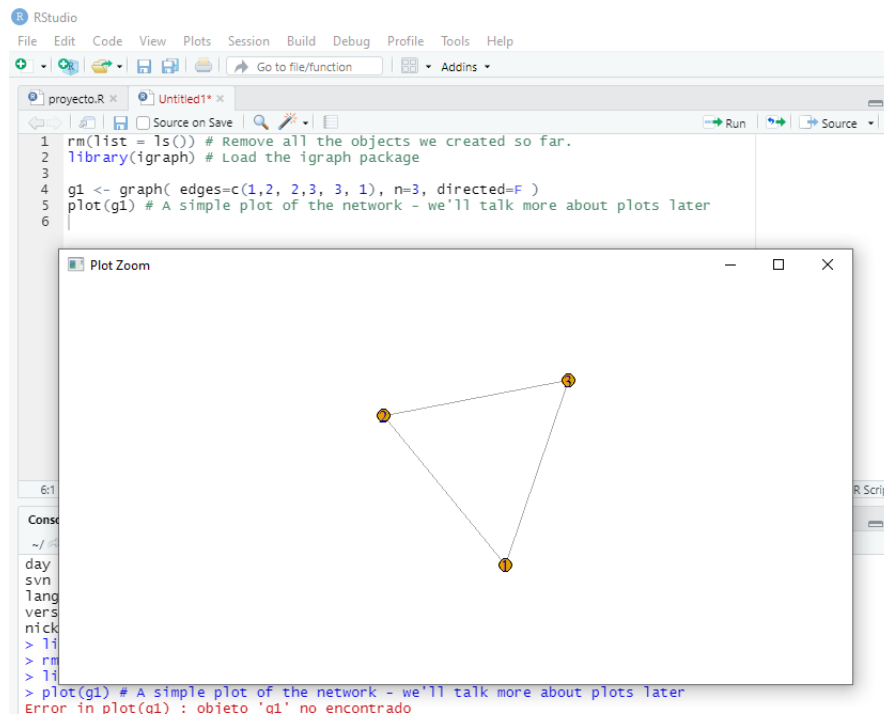 RStudio
File Edit Code View Plots Session Build Debug Profile Tools Help
Go to file/function Addins
proyecto.R Untitled1*
Source on Save Run Source
1 rm(list = ls()) # Remove all the objects we created so far.
2 library(igraph) # Load the igraph package
3
4 g1 <- graph( edges=c(1,2, 2,3, 3, 1), n=3, directed=F )
5 plot(g1) # A simple plot of the network - we'll talk more about plots later
6
Plot Zoom
3
2
1
6:1 R Scrip
Conso
~/
day
svn
lang
vers
nick
> li
> rm
> li
> plot(g1) # A simple plot of the network - we'll talk more about plots later
Error in plot(g1) : objeto 'g1' no encontrado